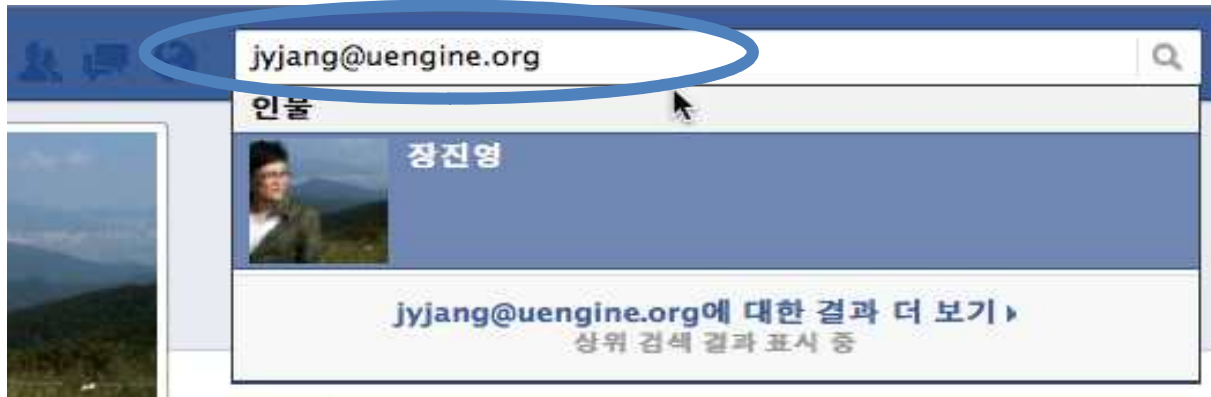 jyjang@uengine.org
인물
장진영
jyjang@uengine.org에 대한 결과 더 보기
상위 검색 결과 표시 중